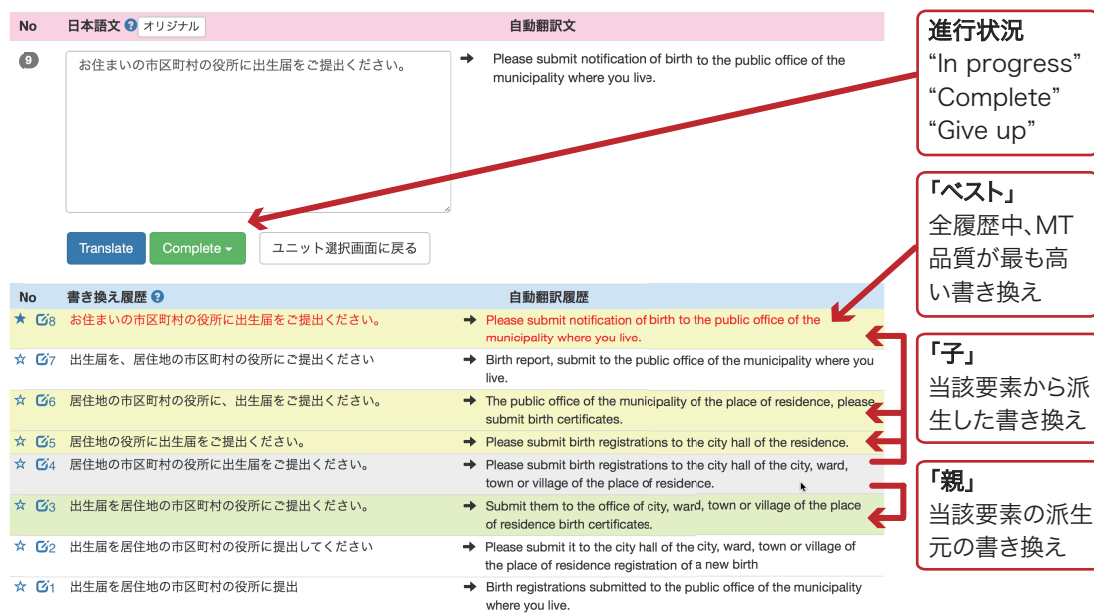 No 日本語文 ? オリジナル 自動翻訳文
9 お住まいの市区町村の役所に出生届をご提出ください。 → Please submit notification of birth to the public office of the
municipality where you live.
Translate Complete ユニット選択画面に戻る
No 書き換え履歴 ? 自動翻訳履歴
★ 8 お住まいの市区町村の役所に出生届をご提出ください。 → Please submit notification of birth to the public office of the
municipality where you live.
☆ 7 出生届を、居住地の市区町村の役所にご提出ください → Birth report, submit to the public office of the municipality where you
live.
☆ 6 居住地の市区町村の役所に、出生届をご提出ください。 → The public office of the municipality of the place of residence, please
submit birth certificates.
☆ 5 居住地の役所に出生届をご提出ください。 → Please submit birth registrations to the city hall of the residence.
☆ 4 居住地の市区町村の役所に出生届をご提出ください。 → Please submit birth registrations to the city hall of the city, ward,
town or village of the place of residence.
☆ 3 出生届を居住地の市区町村の役所にご提出ください。 → Submit them to the office of city, ward, town or village of the place
of residence birth certificates.
☆ 2 出生届を居住地の市区町村の役所に提出してください → Please submit it to the city hall of the city, ward, town or village of
the place of residence registration of a new birth
☆ 1 出生届を居住地の市区町村の役所に提出 → Birth registrations submitted to the public office of the municipality
where you live.
進行状況
“In progress”
“Complete”
“Give up”
「ベスト」
全履歴中、MT
品質が最も高
い書き換え
「子」
当該要素から派
生した書き換え
「親」
当該要素の派生
元の書き換え